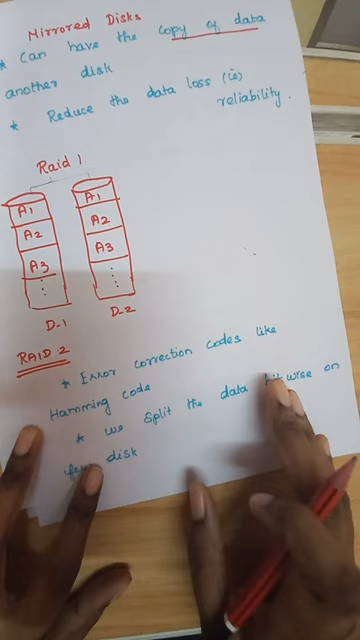 Mirrored Disks
* Can have the copy of data
another disk
* Reduce the data loss (ie)
reliability.
Raid 1
A1 A1
A2 A2
A3 A3
D-1 D-2
RAID-2
* Error correction codes like
Hamming code
* we split the data wise on
disk